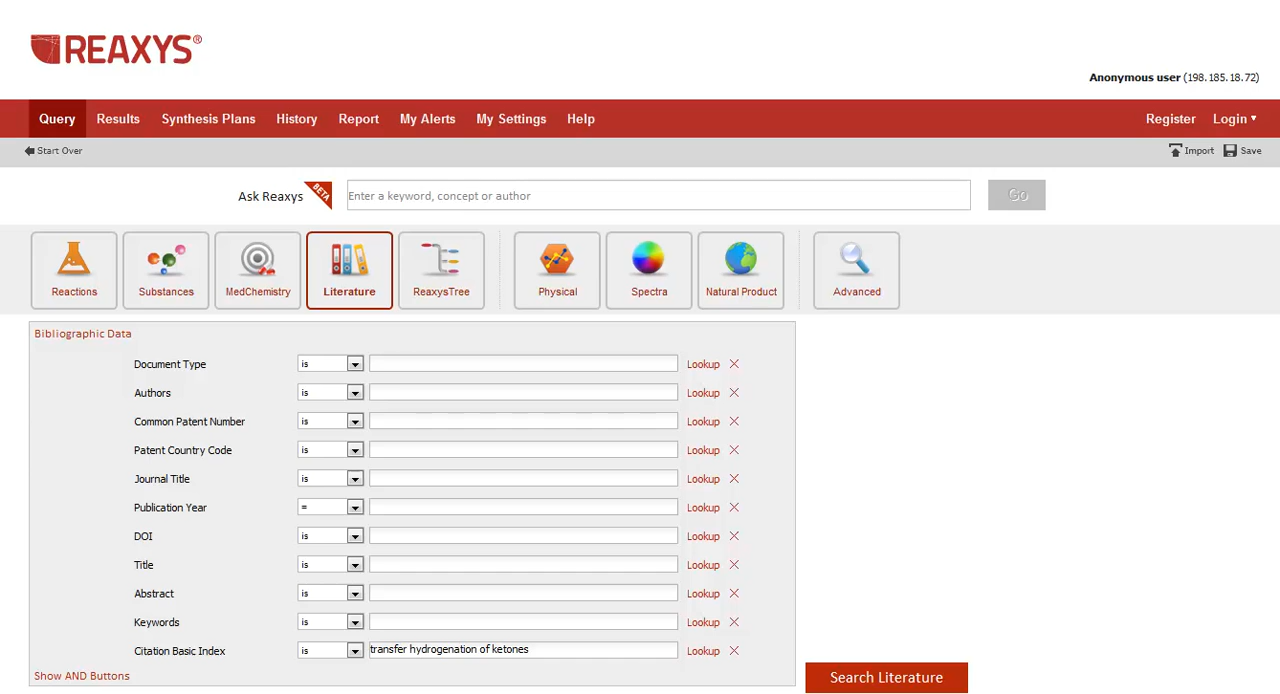 REAXYS®
Anonymous user (198.185.18.72)
Query Results Synthesis Plans History Report My Alerts My Settings Help Register Login
Start Over Import Save
Ask Reaxys BETA Enter a keyword, concept or author Go
Reactions Substances MedChemistry Literature ReaxysTree Physical Spectra Natural Product Advanced
Bibliographic Data
Document Type is Lookup
Authors is Lookup
Common Patent Number is Lookup
Patent Country Code is Lookup
Journal Title is Lookup
Publication Year = Lookup
DOI is Lookup
Title is Lookup
Abstract is Lookup
Keywords is Lookup
Citation Basic Index is transfer hydrogenation of ketones Lookup
Show AND Buttons Search Literature